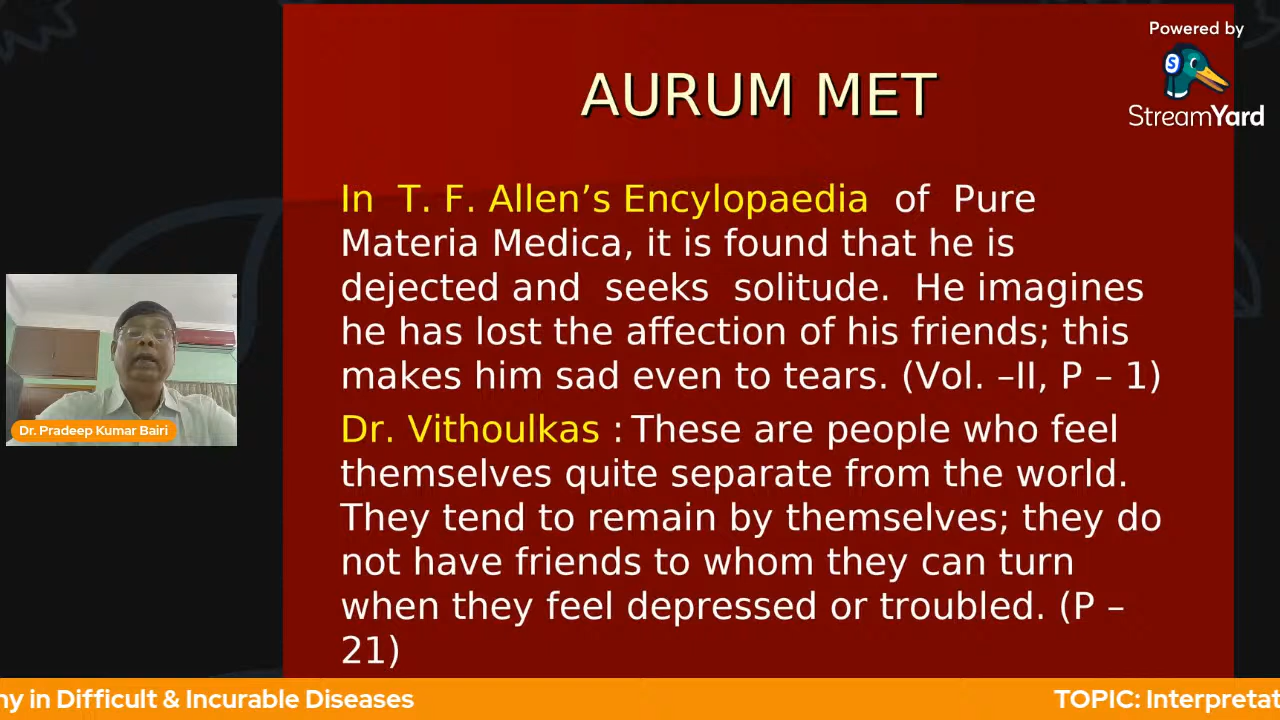 Powered by
S
StreamYard
AURUM MET
In T. F. Allen’s Encylopaedia of Pure
Materia Medica, it is found that he is
dejected and seeks solitude. He imagines
he has lost the affection of his friends; this
makes him sad even to tears. (Vol. –II, P – 1)
Dr. Vithoulkas : These are people who feel
themselves quite separate from the world.
They tend to remain by themselves; they do
not have friends to whom they can turn
when they feel depressed or troubled. (P –
21)
Dr. Pradeep Kumar Bairi
ny in Difficult & Incurable Diseases
TOPIC: Interpretat